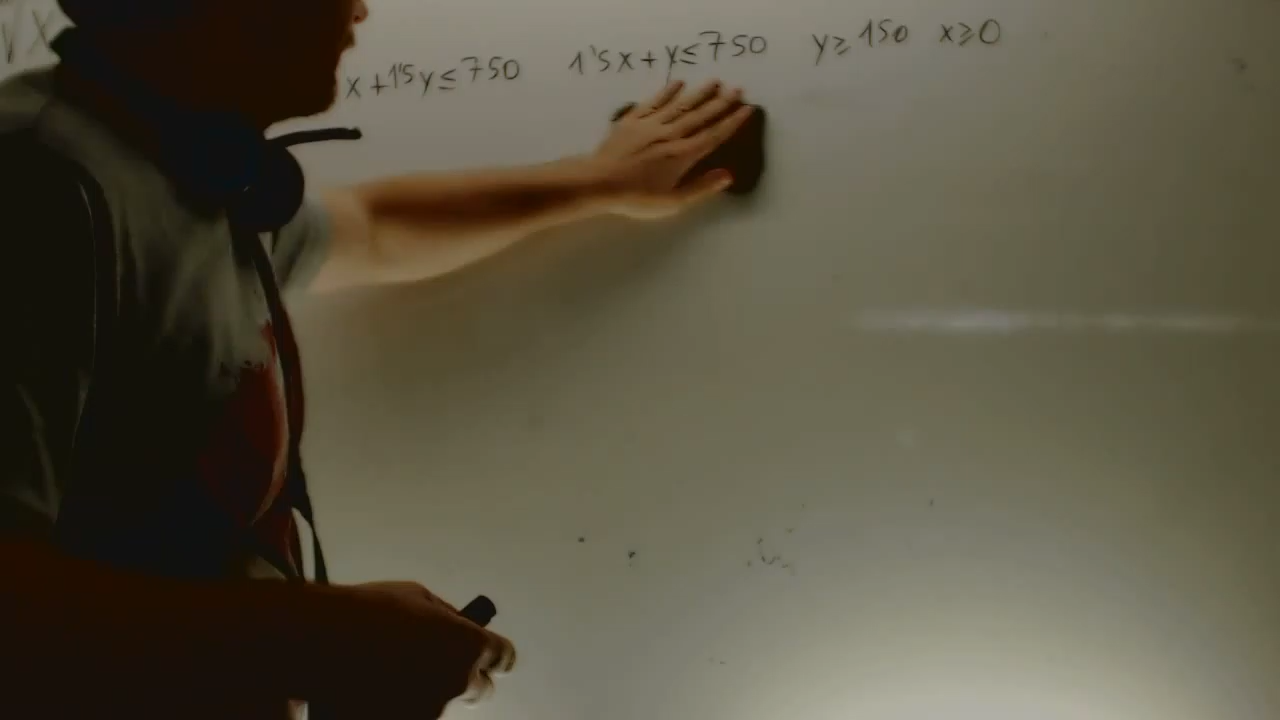 x + 1'5y ≤ 750 1'5x + y ≤ 750 y ≥ 150 x ≥ 0